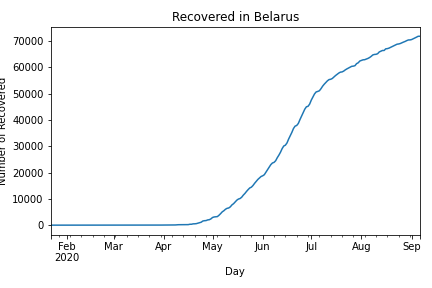 Recovered in Belarus
Number of Recovered
70000
60000
50000
40000
30000
20000
10000
0
Feb Mar Apr May Jun Jul Aug Sep
2020
Day